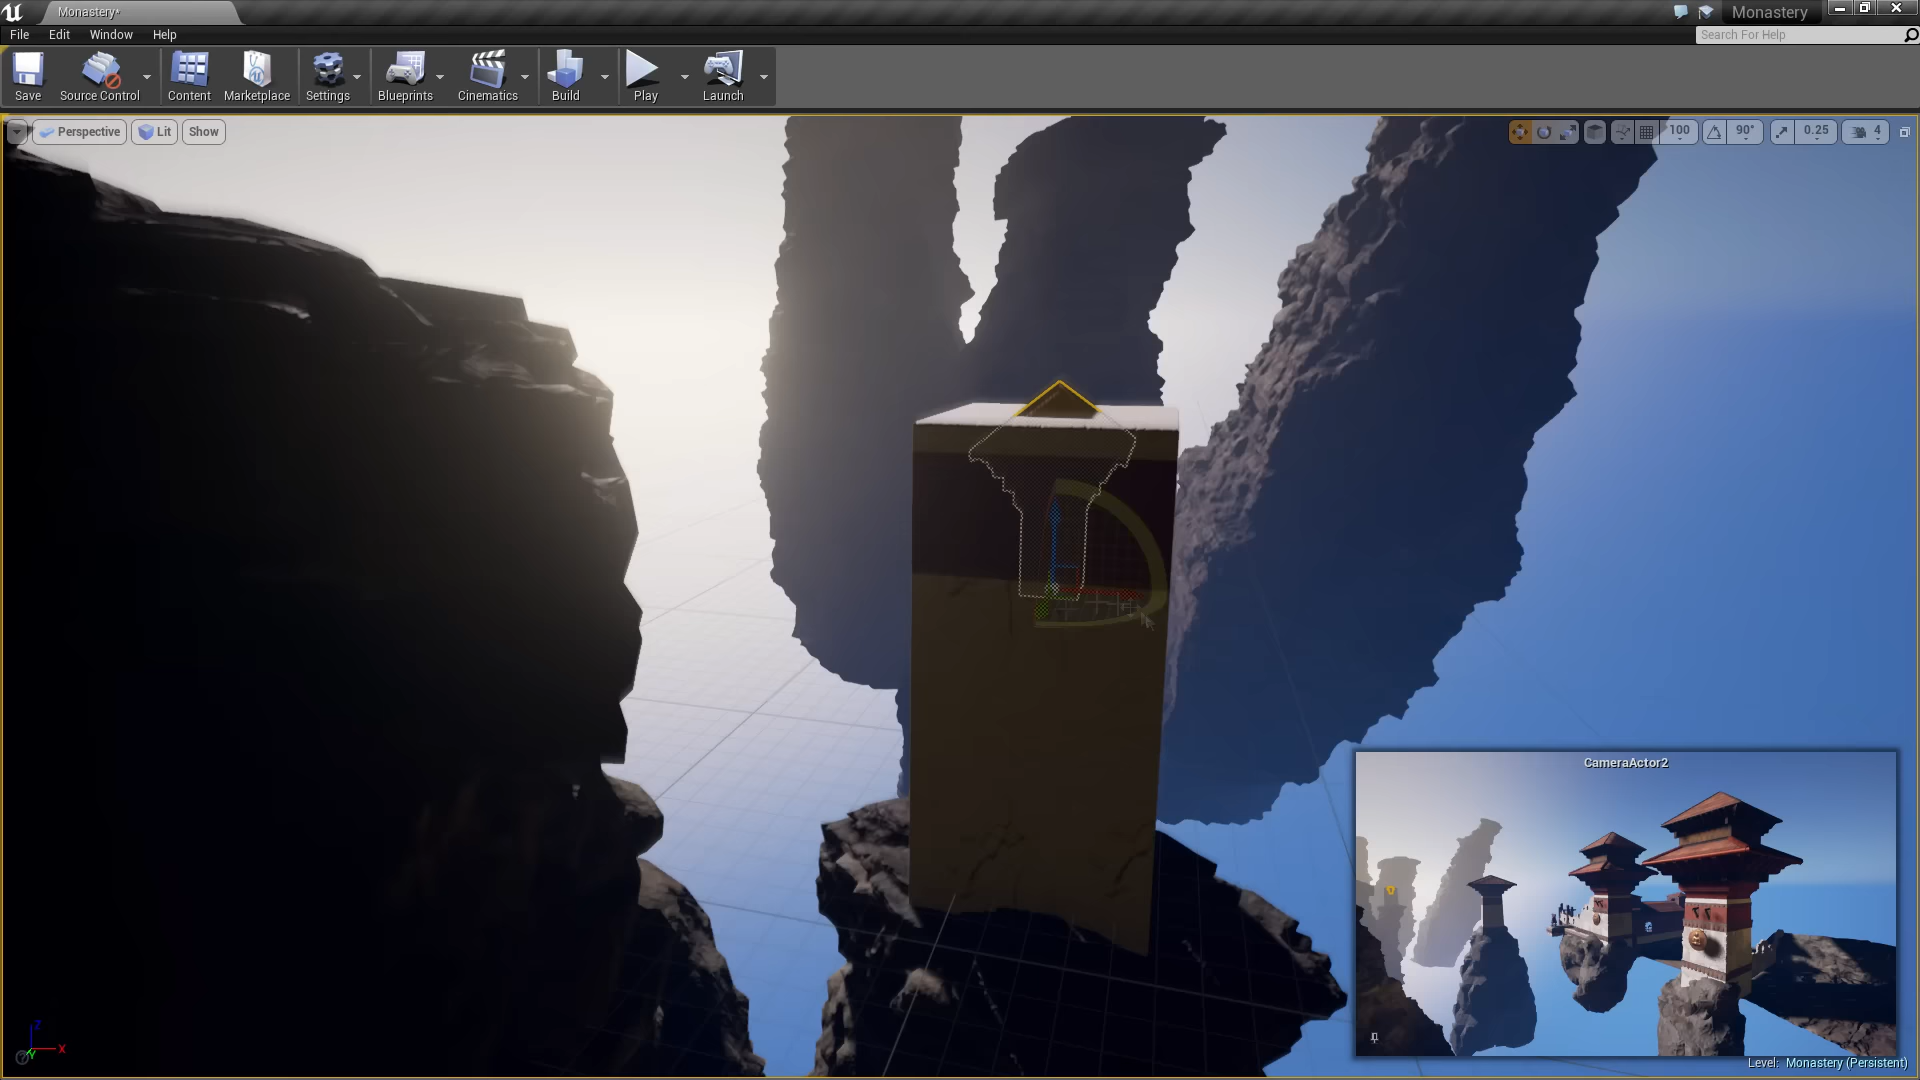 Monastery*
Monastery
File Edit Window Help
Search For Help
Save Source Control Content Marketplace Settings Blueprints Cinematics Build Play Launch
Perspective Lit Show
100 90° 0.25 4
CameraActor2
Z
X
Y
Level: Monastery (Persistent)